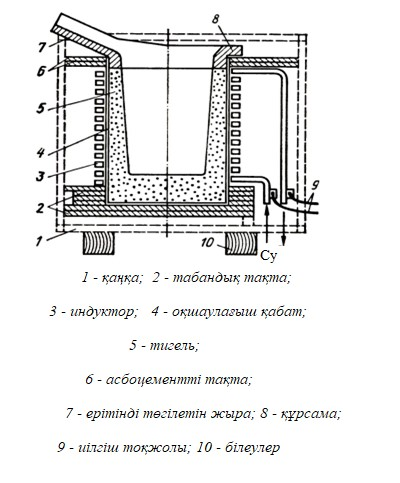 8
7
6
5
4
3
2
1
9
10
Су
1 - қаңқа; 2 - табандық тақта;
3 - индуктор; 4 - оқшаулағыш қабат;
5 - тигель;
6 - асбоцементті тақта;
7 - ерітінді төгілетін жыра; 8 - құрсама;
9 - иілгіш тоқжолы; 10 - білеулер